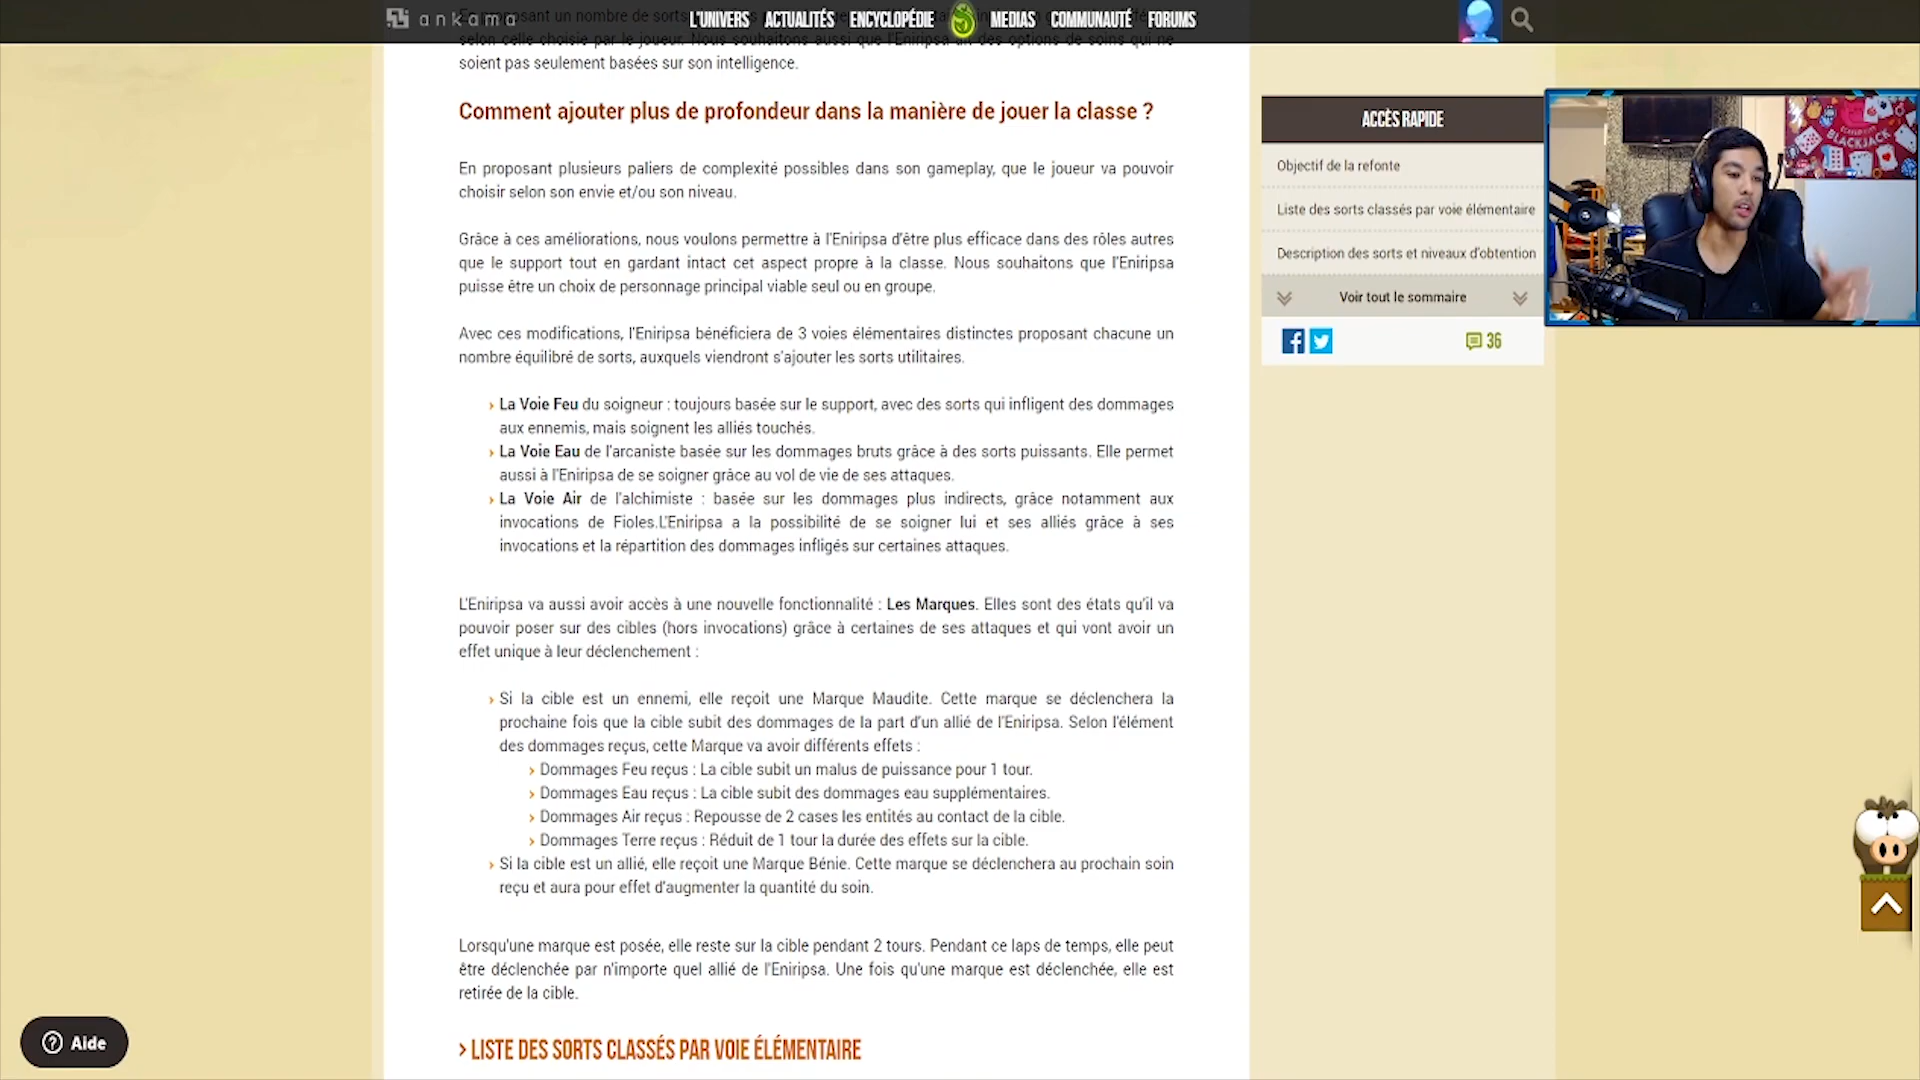 ankama
L'UNIVERS ACTUALITÉS ENCYCLOPÉDIE MEDIAS COMMUNAUTÉ FORUMS
selon celle choisie par le joueur. Nous souhaitons aussi que l'Eniripsa ait des options de soins qui ne
soient pas seulement basées sur son intelligence.
Comment ajouter plus de profondeur dans la manière de jouer la classe ?
En proposant plusieurs paliers de complexité possibles dans son gameplay, que le joueur va pouvoir
choisir selon son envie et/ou son niveau.
Grâce à ces améliorations, nous voulons permettre à l'Eniripsa d'être plus efficace dans des rôles autres
que le support tout en gardant intact cet aspect propre à la classe. Nous souhaitons que l'Eniripsa
puisse être un choix de personnage principal viable seul ou en groupe.
Avec ces modifications, l'Eniripsa bénéficiera de 3 voies élémentaires distinctes proposant chacune un
nombre équilibré de sorts, auxquels viendront s'ajouter les sorts utilitaires.
› La Voie Feu du soigneur : toujours basée sur le support, avec des sorts qui infligent des dommages
aux ennemis, mais soignent les alliés touchés.
› La Voie Eau de l'arcaniste basée sur les dommages bruts grâce à des sorts puissants. Elle permet
aussi à l'Eniripsa de se soigner grâce au vol de vie de ses attaques.
› La Voie Air de l'alchimiste : basée sur les dommages plus indirects, grâce notamment aux
invocations de Fioles.L'Eniripsa a la possibilité de se soigner lui et ses alliés grâce à ses
invocations et la répartition des dommages infligés sur certaines attaques.
L'Eniripsa va aussi avoir accès à une nouvelle fonctionnalité : Les Marques. Elles sont des états qu'il va
pouvoir poser sur des cibles (hors invocations) grâce à certaines de ses attaques et qui vont avoir un
effet unique à leur déclenchement :
› Si la cible est un ennemi, elle reçoit une Marque Maudite. Cette marque se déclenchera la
prochaine fois que la cible subit des dommages de la part d'un allié de l'Eniripsa. Selon l'élément
des dommages reçus, cette Marque va avoir différents effets :
› Dommages Feu reçus : La cible subit un malus de puissance pour 1 tour.
› Dommages Eau reçus : La cible subit des dommages eau supplémentaires.
› Dommages Air reçus : Repousse de 2 cases les entités au contact de la cible.
› Dommages Terre reçus : Réduit de 1 tour la durée des effets sur la cible.
› Si la cible est un allié, elle reçoit une Marque Bénie. Cette marque se déclenchera au prochain soin
reçu et aura pour effet d'augmenter la quantité du soin.
Lorsqu'une marque est posée, elle reste sur la cible pendant 2 tours. Pendant ce laps de temps, elle peut
être déclenchée par n'importe quel allié de l'Eniripsa. Une fois qu'une marque est déclenchée, elle est
retirée de la cible.
› LISTE DES SORTS CLASSÉS PAR VOIE ÉLÉMENTAIRE
ACCÈS RAPIDE
Objectif de la refonte
Liste des sorts classés par voie élémentaire
Description des sorts et niveaux d'obtention
Voir tout le sommaire
36
BLACKJACK
Aide